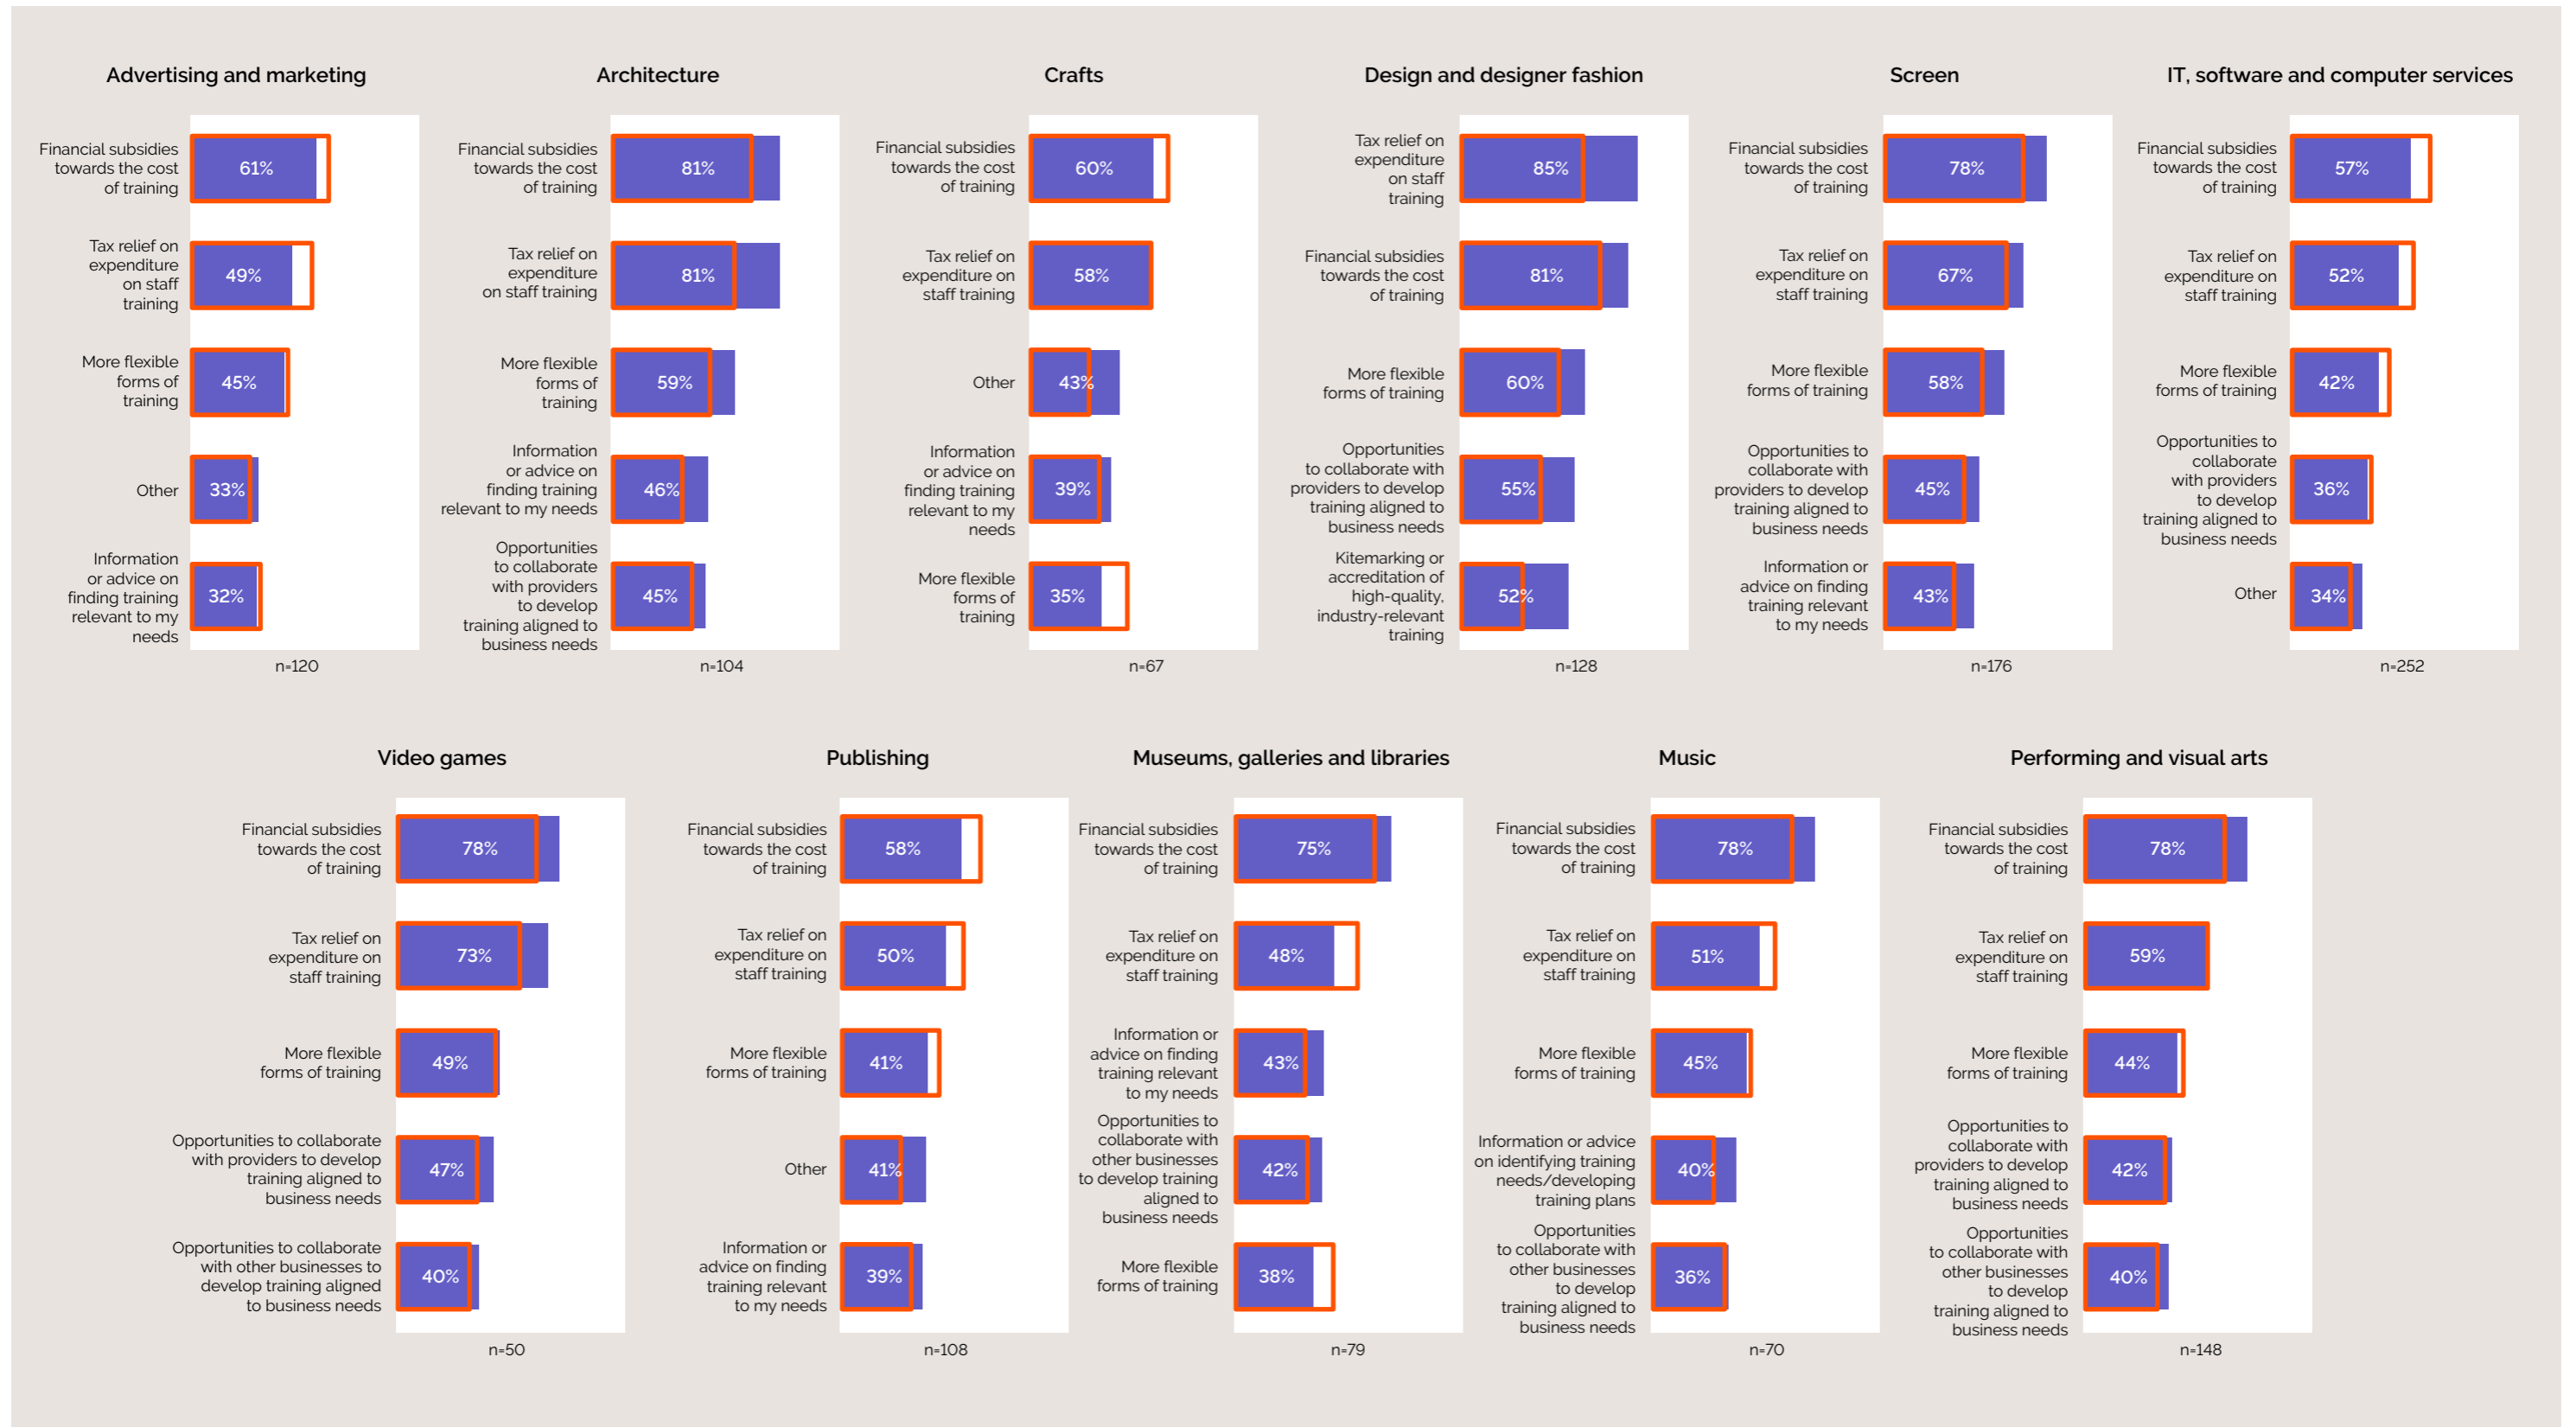 Advertising and marketing
Financial subsidies
towards the cost
of training
61%
Tax relief on
expenditure
on staff
training
49%
More flexible
forms of
training
45%
Other
33%
Information
or advice on
finding training
relevant to my
needs
32%
n=120
Architecture
Financial subsidies
towards the cost
of training
81%
Tax relief on
expenditure
on staff training
81%
More flexible
forms of
training
59%
Information
or advice on
finding training
relevant to my needs
46%
Opportunities
to collaborate
with providers
to develop
training aligned to
business needs
45%
n=104
Crafts
Financial subsidies
towards the cost
of training
60%
Tax relief on
expenditure on
staff training
58%
Other
43%
Information
or advice on
finding training
relevant to my
needs
39%
More flexible
forms of
training
35%
n=67
Design and designer fashion
Tax relief on
expenditure
on staff
training
85%
Financial subsidies
towards the cost
of training
81%
More flexible
forms of training
60%
Opportunities
to collaborate with
providers to develop
training aligned to
business needs
55%
Kitemarking or
accreditation of
high-quality,
industry-relevant
training
52%
n=128
Screen
Financial subsidies
towards the cost
of training
78%
Tax relief on
expenditure on
staff training
67%
More flexible
forms of training
58%
Opportunities to
collaborate with
providers to develop
training aligned to
business needs
45%
Information or
advice on finding
training relevant
to my needs
43%
n=176
IT, software and computer services
Financial subsidies
towards the cost
of training
57%
Tax relief on
expenditure on
staff training
52%
More flexible
forms of training
42%
Opportunities to
collaborate
with providers
to develop
training aligned to
business needs
36%
Other
34%
n=252
Video games
Financial subsidies
towards the cost
of training
78%
Tax relief on
expenditure on
staff training
73%
More flexible
forms of training
49%
Opportunities to collaborate
with providers to develop
training aligned to
business needs
47%
Opportunities to collaborate
with other businesses to
develop training aligned
to business needs
40%
n=50
Publishing
Financial subsidies
towards the cost
of training
58%
Tax relief on
expenditure on
staff training
50%
More flexible
forms of training
41%
Other
41%
Information or
advice on finding
training relevant
to my needs
39%
n=108
Museums, galleries and libraries
Financial subsidies
towards the cost
of training
75%
Tax relief on
expenditure on
staff training
48%
Information or
advice on finding
training relevant
to my needs
43%
Opportunities to
collaborate with
other businesses
to develop training
aligned to
business needs
42%
More flexible
forms of training
38%
n=79
Music
Financial subsidies
towards the cost
of training
78%
Tax relief on
expenditure on
staff training
51%
More flexible
forms of training
45%
Information or advice
on identifying training
needs/developing
training plans
40%
Opportunities
to collaborate with
other businesses
to develop
training aligned to
business needs
36%
n=70
Performing and visual arts
Financial subsidies
towards the cost
of training
78%
Tax relief on
expenditure on
staff training
59%
More flexible
forms of training
44%
Opportunities to
collaborate with
providers to develop
training aligned to
business needs
42%
Opportunities
to collaborate with
other businesses
to develop
training aligned to
business needs
40%
n=148